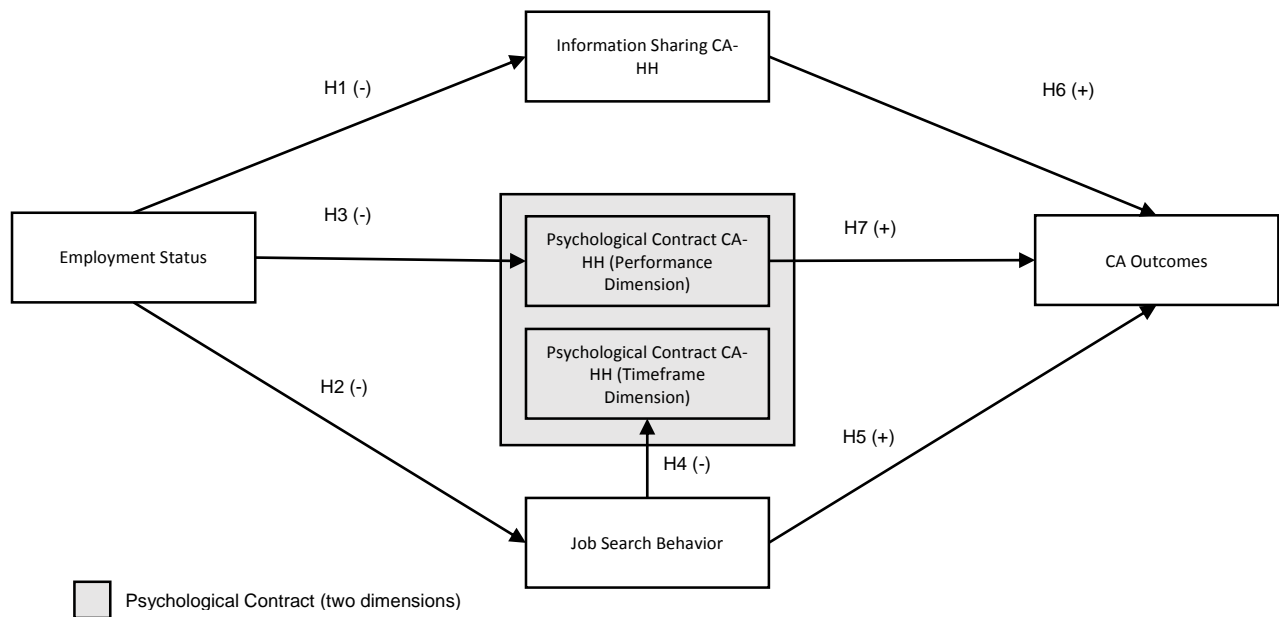 Information Sharing CA-
HH
H1 (-)
H6 (+)
H3 (-)
Psychological Contract CA-
HH (Performance
Dimension)
H7 (+)
Employment Status
CA Outcomes
Psychological Contract CA-
HH (Timeframe
Dimension)
H2 (-)
H5 (+)
H4 (-)
Job Search Behavior
Psychological Contract (two dimensions)